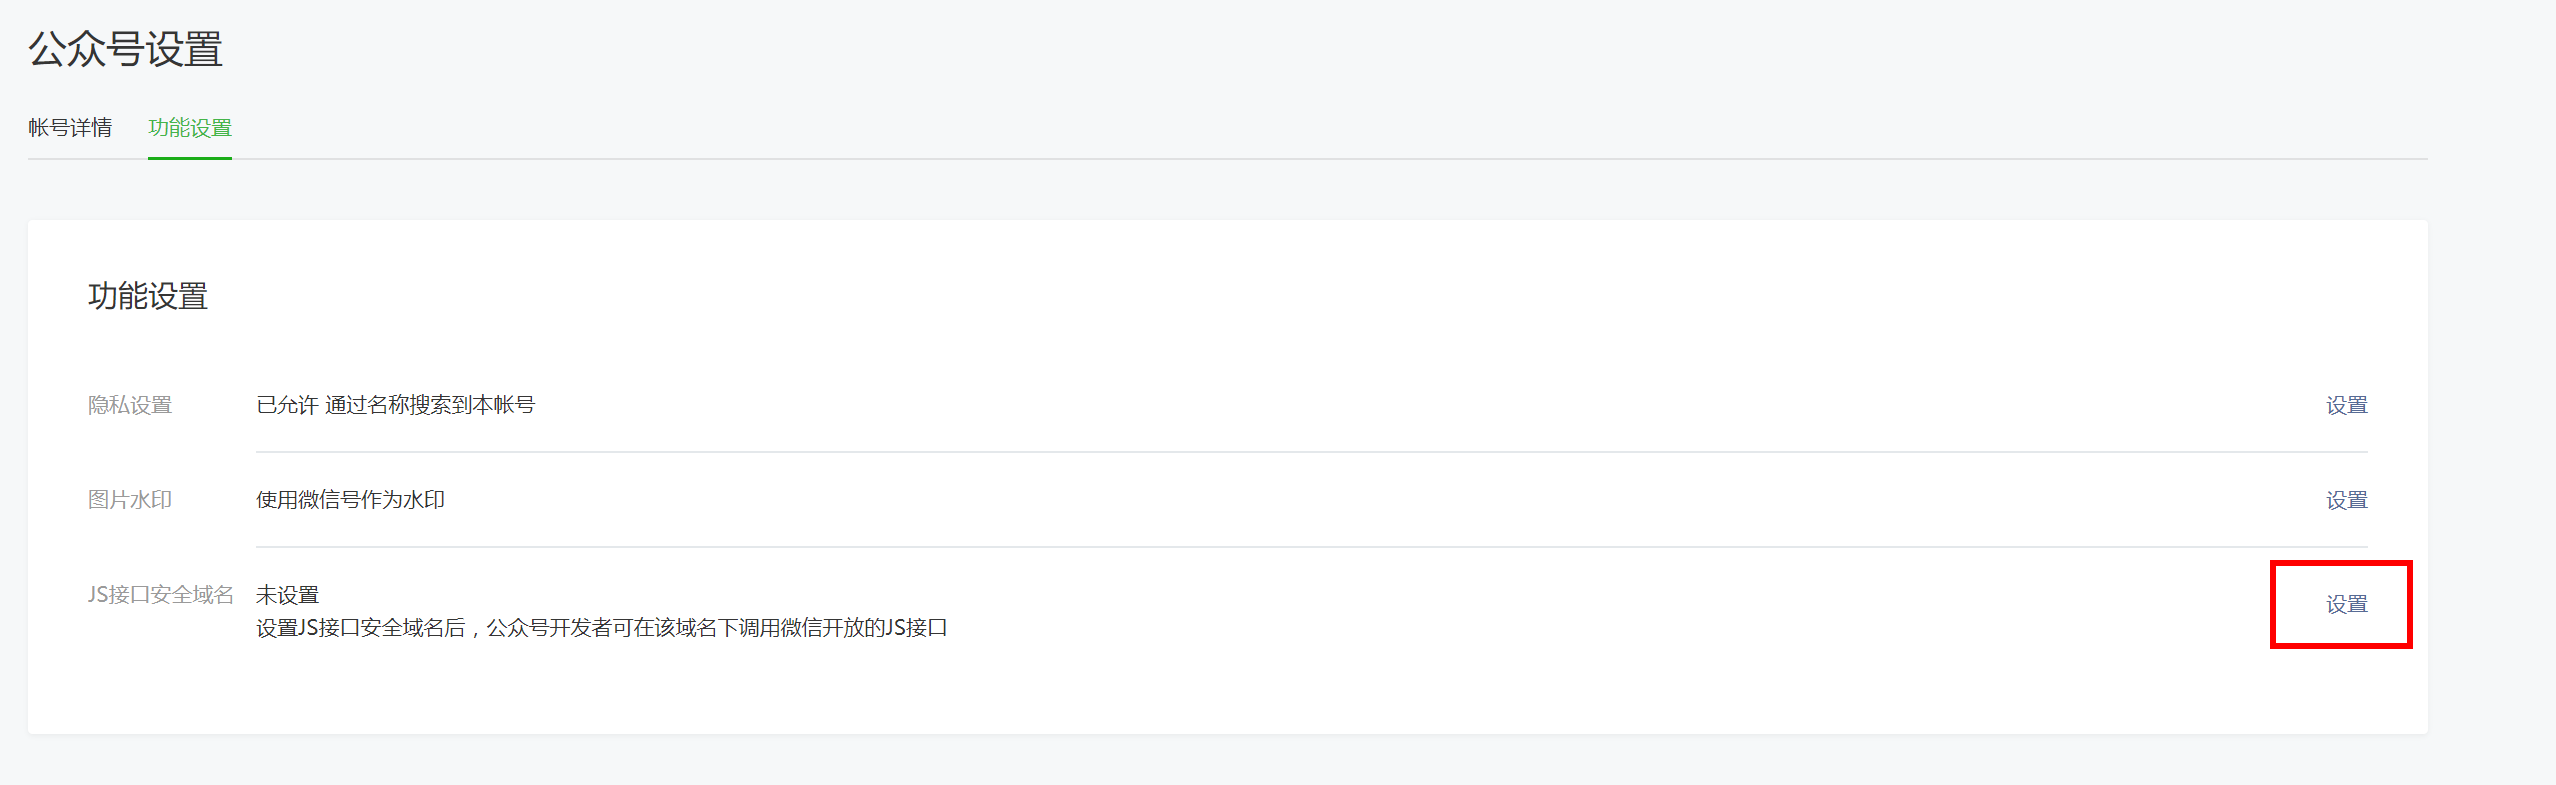 公众号设置
帐号详情 功能设置
功能设置
隐私设置 已允许 通过名称搜索到本帐号 设置
图片水印 使用微信号作为水印 设置
JS接口安全域名 未设置 设置
设置JS接口安全域名后，公众号开发者可在该域名下调用微信开放的JS接口